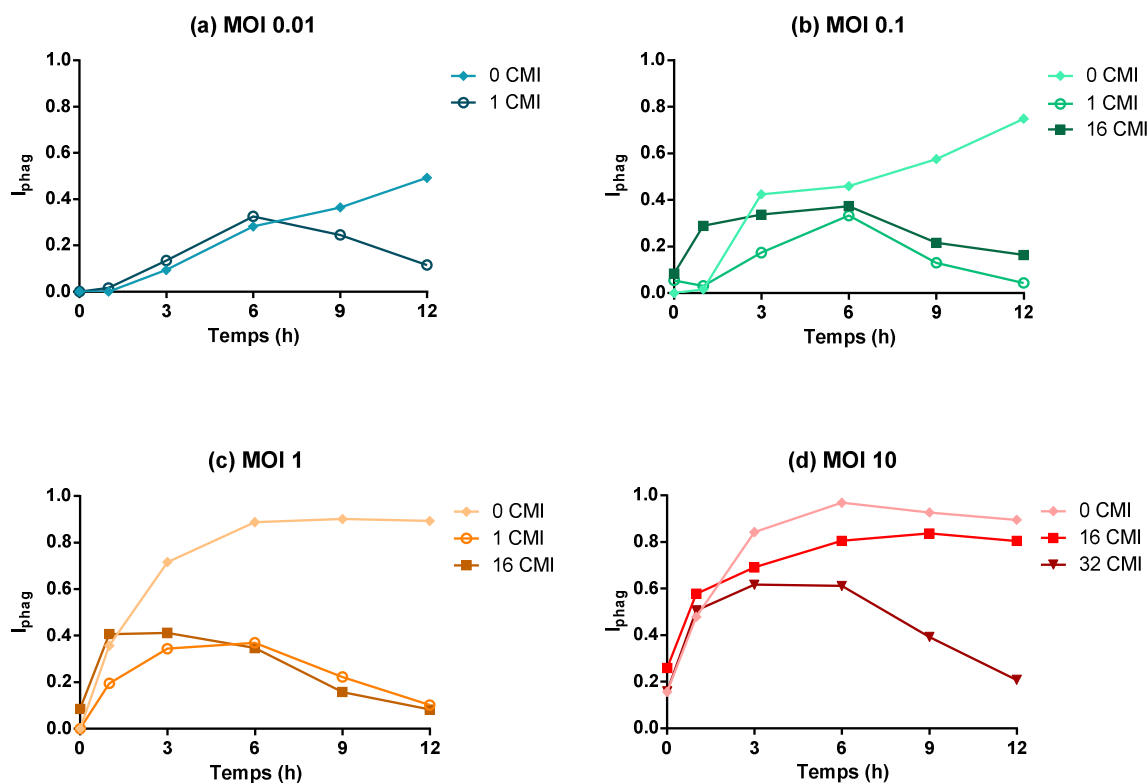 (a) MOI 0.01
1.0
0.8
0.6
0.4
0.2
0.0
Iphag
0 3 6 9 12
Temps (h)
0 CMI
1 CMI
(b) MOI 0.1
1.0
0.8
0.6
0.4
0.2
0.0
Iphag
0 3 6 9 12
Temps (h)
0 CMI
1 CMI
16 CMI
(c) MOI 1
1.0
0.8
0.6
0.4
0.2
0.0
Iphag
0 3 6 9 12
Temps (h)
0 CMI
1 CMI
16 CMI
(d) MOI 10
1.0
0.8
0.6
0.4
0.2
0.0
Iphag
0 3 6 9 12
Temps (h)
0 CMI
16 CMI
32 CMI